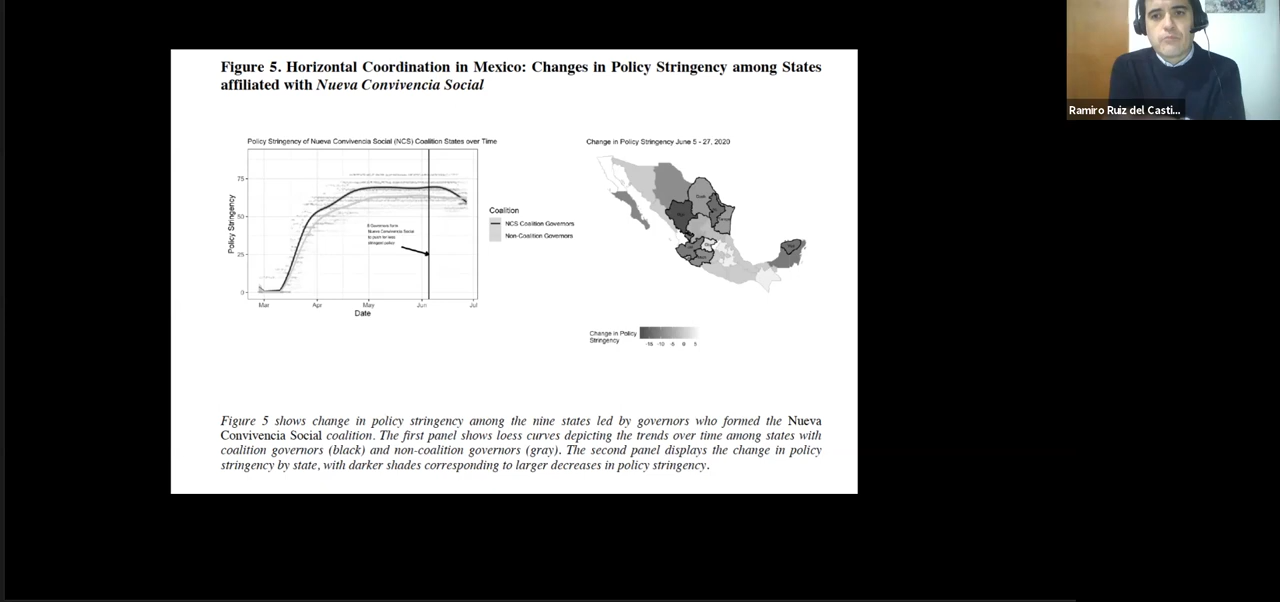 Figure 5. Horizontal Coordination in Mexico: Changes in Policy Stringency among States
affiliated with Nueva Convivencia Social
Policy Stringency of Nueva Convivencia Social (NCS) Coalition States over Time
Policy Stringency
75
50
25
0
Mar
Apr
May
Jun
Jul
Date
Nueva Convivencia Social
Coalition
NCS Coalition Governors
Non-Coalition Governors
Change in Policy Stringency June 5 - 27, 2020
Change in Policy
Stringency
-15 -10 -5 0 5
Figure 5 shows change in policy stringency among the nine states led by governors who formed the Nueva
Convivencia Social coalition. The first panel shows loess curves depicting the trends over time among states with
coalition governors (black) and non-coalition governors (gray). The second panel displays the change in policy
stringency by state, with darker shades corresponding to larger decreases in policy stringency.
Ramiro Ruiz del Casti...